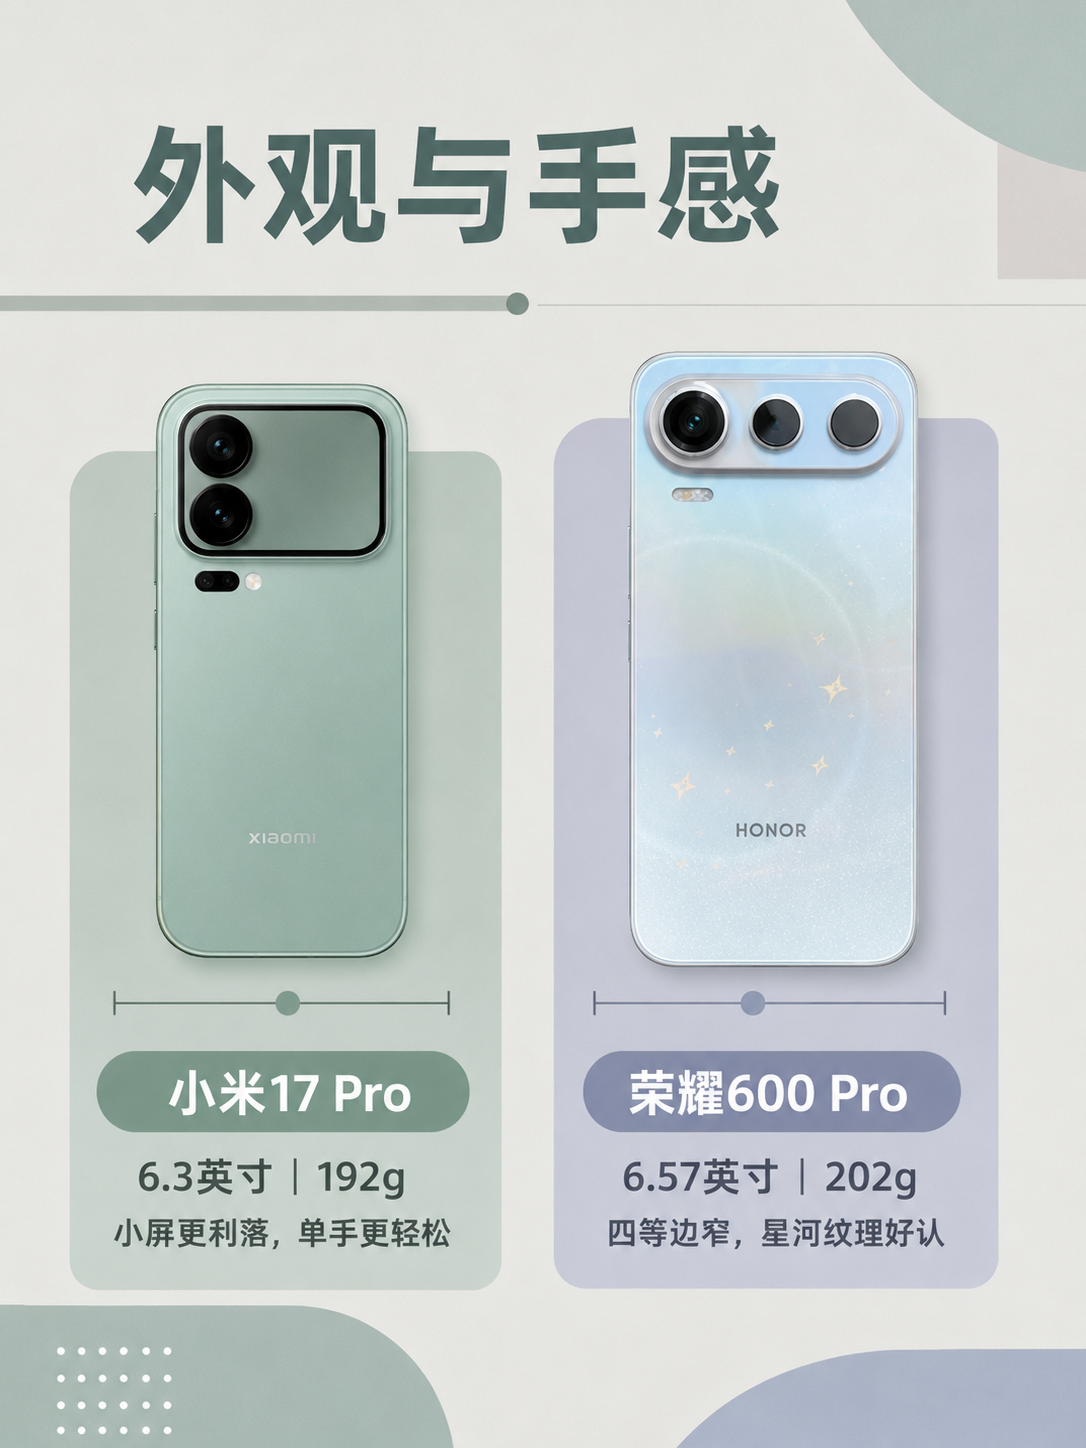 外观与手感
xiaomi
HONOR
小米17 Pro
6.3英寸｜192g
小屏更利落，单手更轻松
荣耀600 Pro
6.57英寸｜202g
四等边窄，星河纹理好认